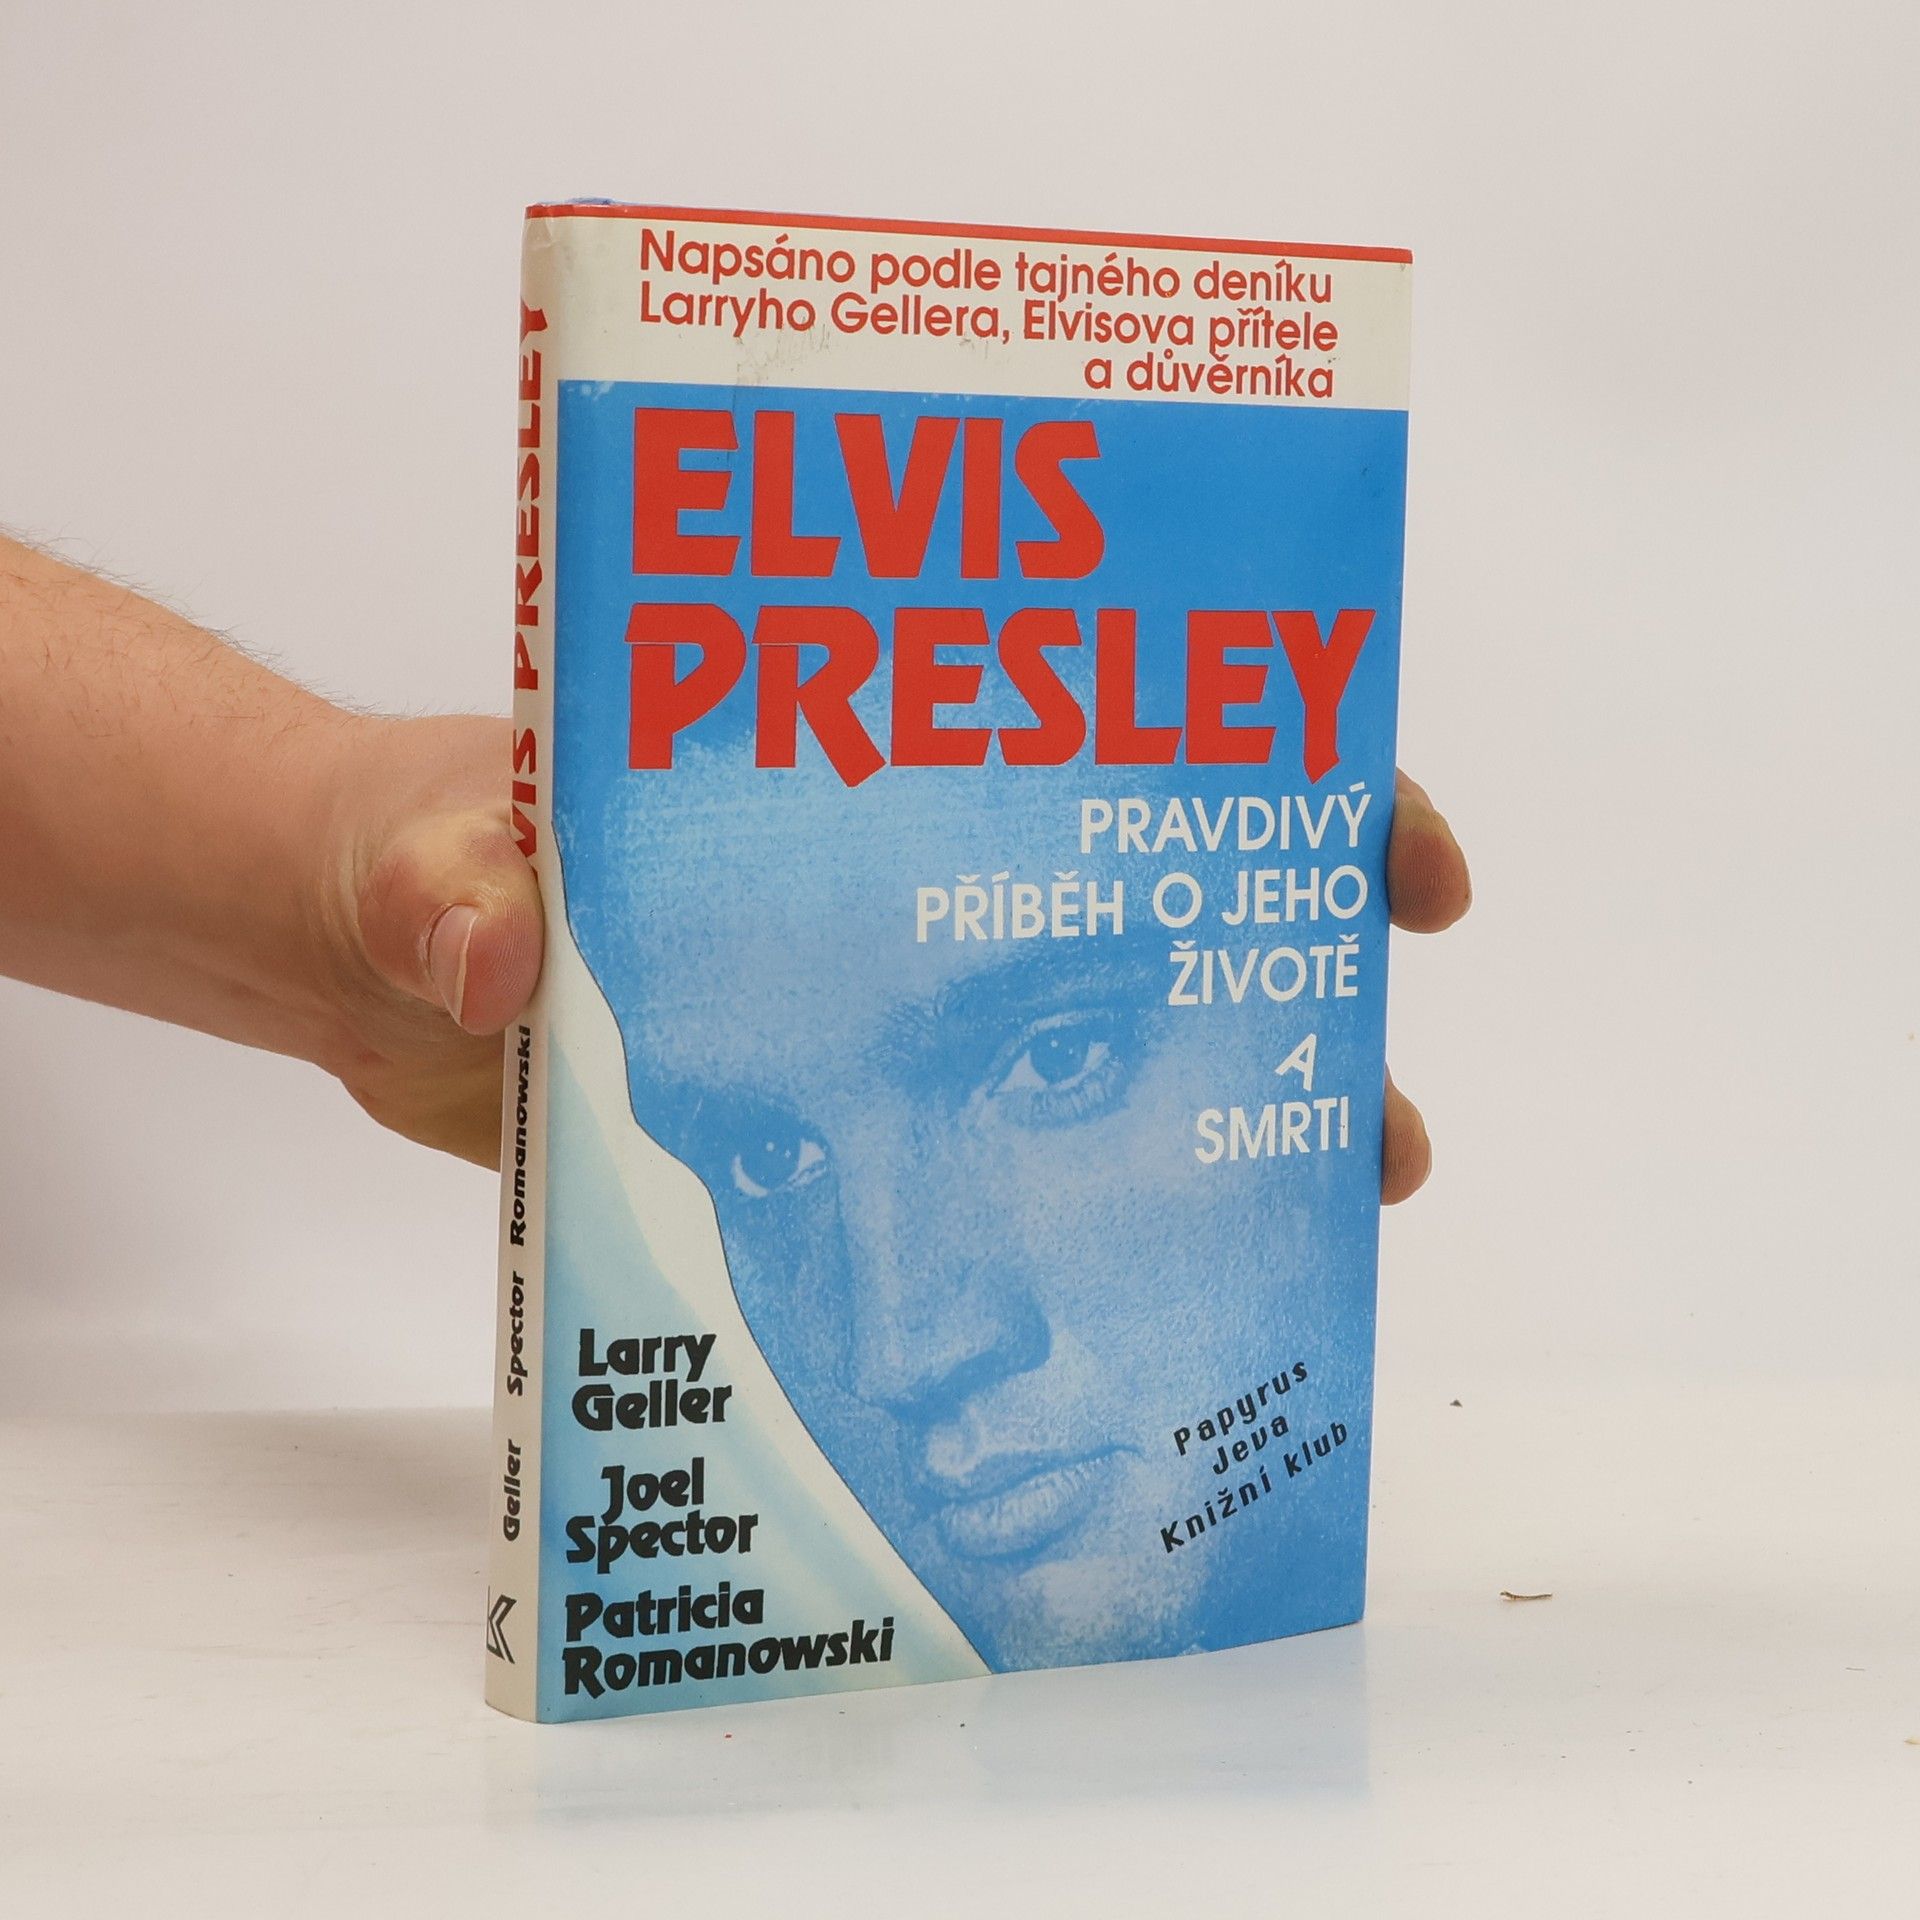 Napsáno podle tajného deníku
Larryho Gellera, Elvisova přítele
a důvěrníka
ELVIS
PRESLEY
PRAVDIVÝ
PŘÍBĚH O JEHO
ŽIVOTĚ
A
SMRTI
Larry
Geller
Joel
Spector
Patricia
Romanowski
Papyrus
Jeva
Knižní klub
Geller Spector Romanowski VIS PRESLEY